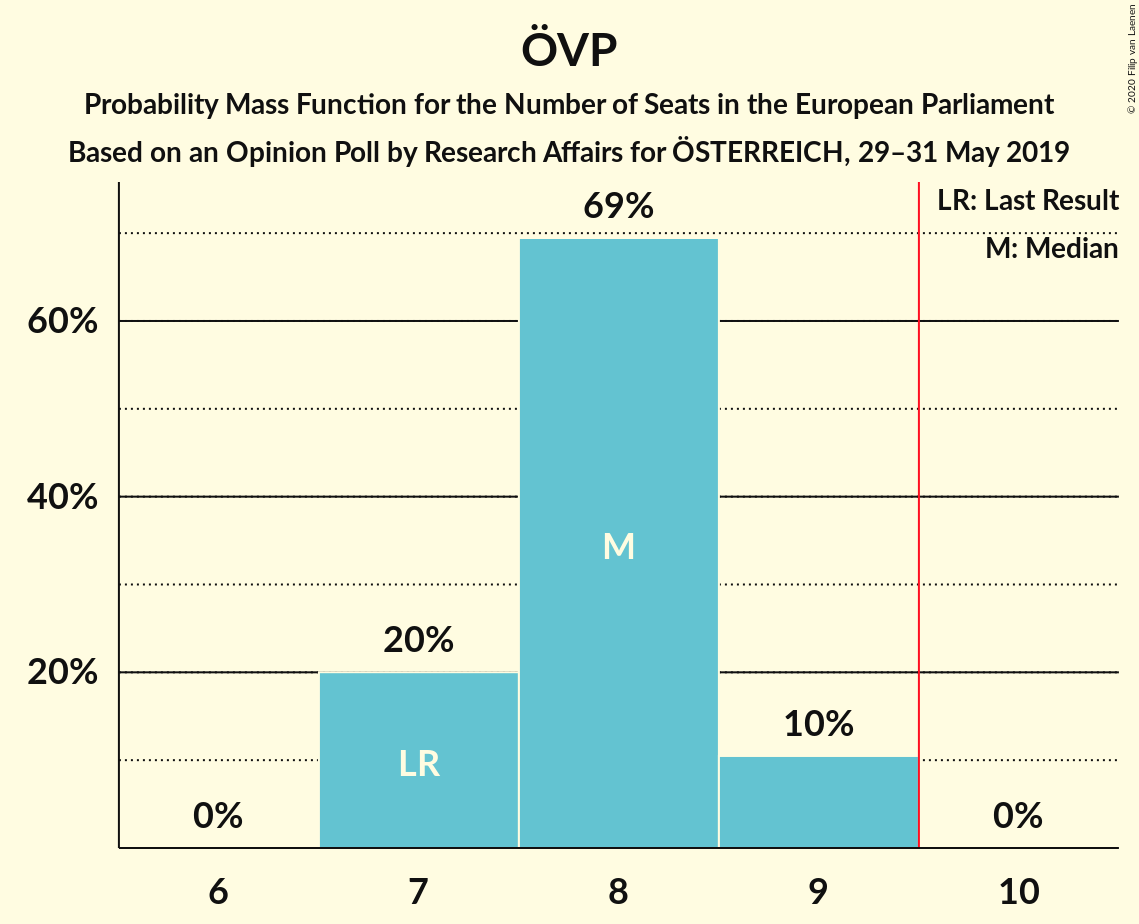 ÖVP
Probability Mass Function for the Number of Seats in the European Parliament
Based on an Opinion Poll by Research Affairs for ÖSTERREICH, 29–31 May 2019
© 2020 Filip van Laenen
LR: Last Result
M: Median
69%
60%
40%
M
20%
20%
10%
LR
0%
0%
6
7
8
9
10